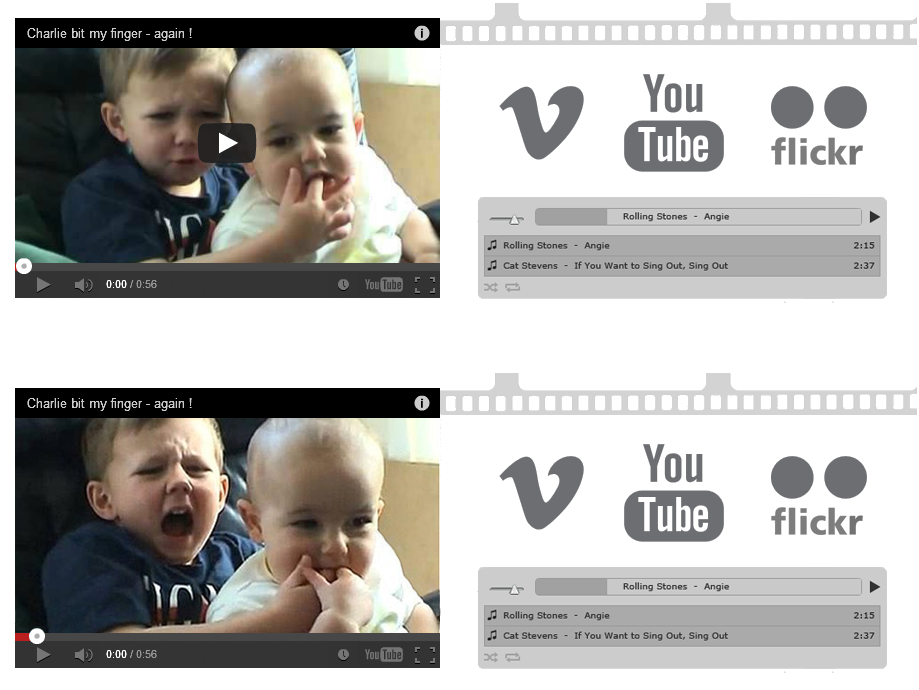 Charlie bit my finger - again !
You
Tube
flickr
Rolling Stones - Angie
Rolling Stones - Angie 2:15
Cat Stevens - If You Want to Sing Out, Sing Out 2:37
0:00 / 0:56
YouTube
Charlie bit my finger - again !
You
Tube
flickr
Rolling Stones - Angie
Rolling Stones - Angie 2:15
Cat Stevens - If You Want to Sing Out, Sing Out 2:37
0:00 / 0:56
YouTube